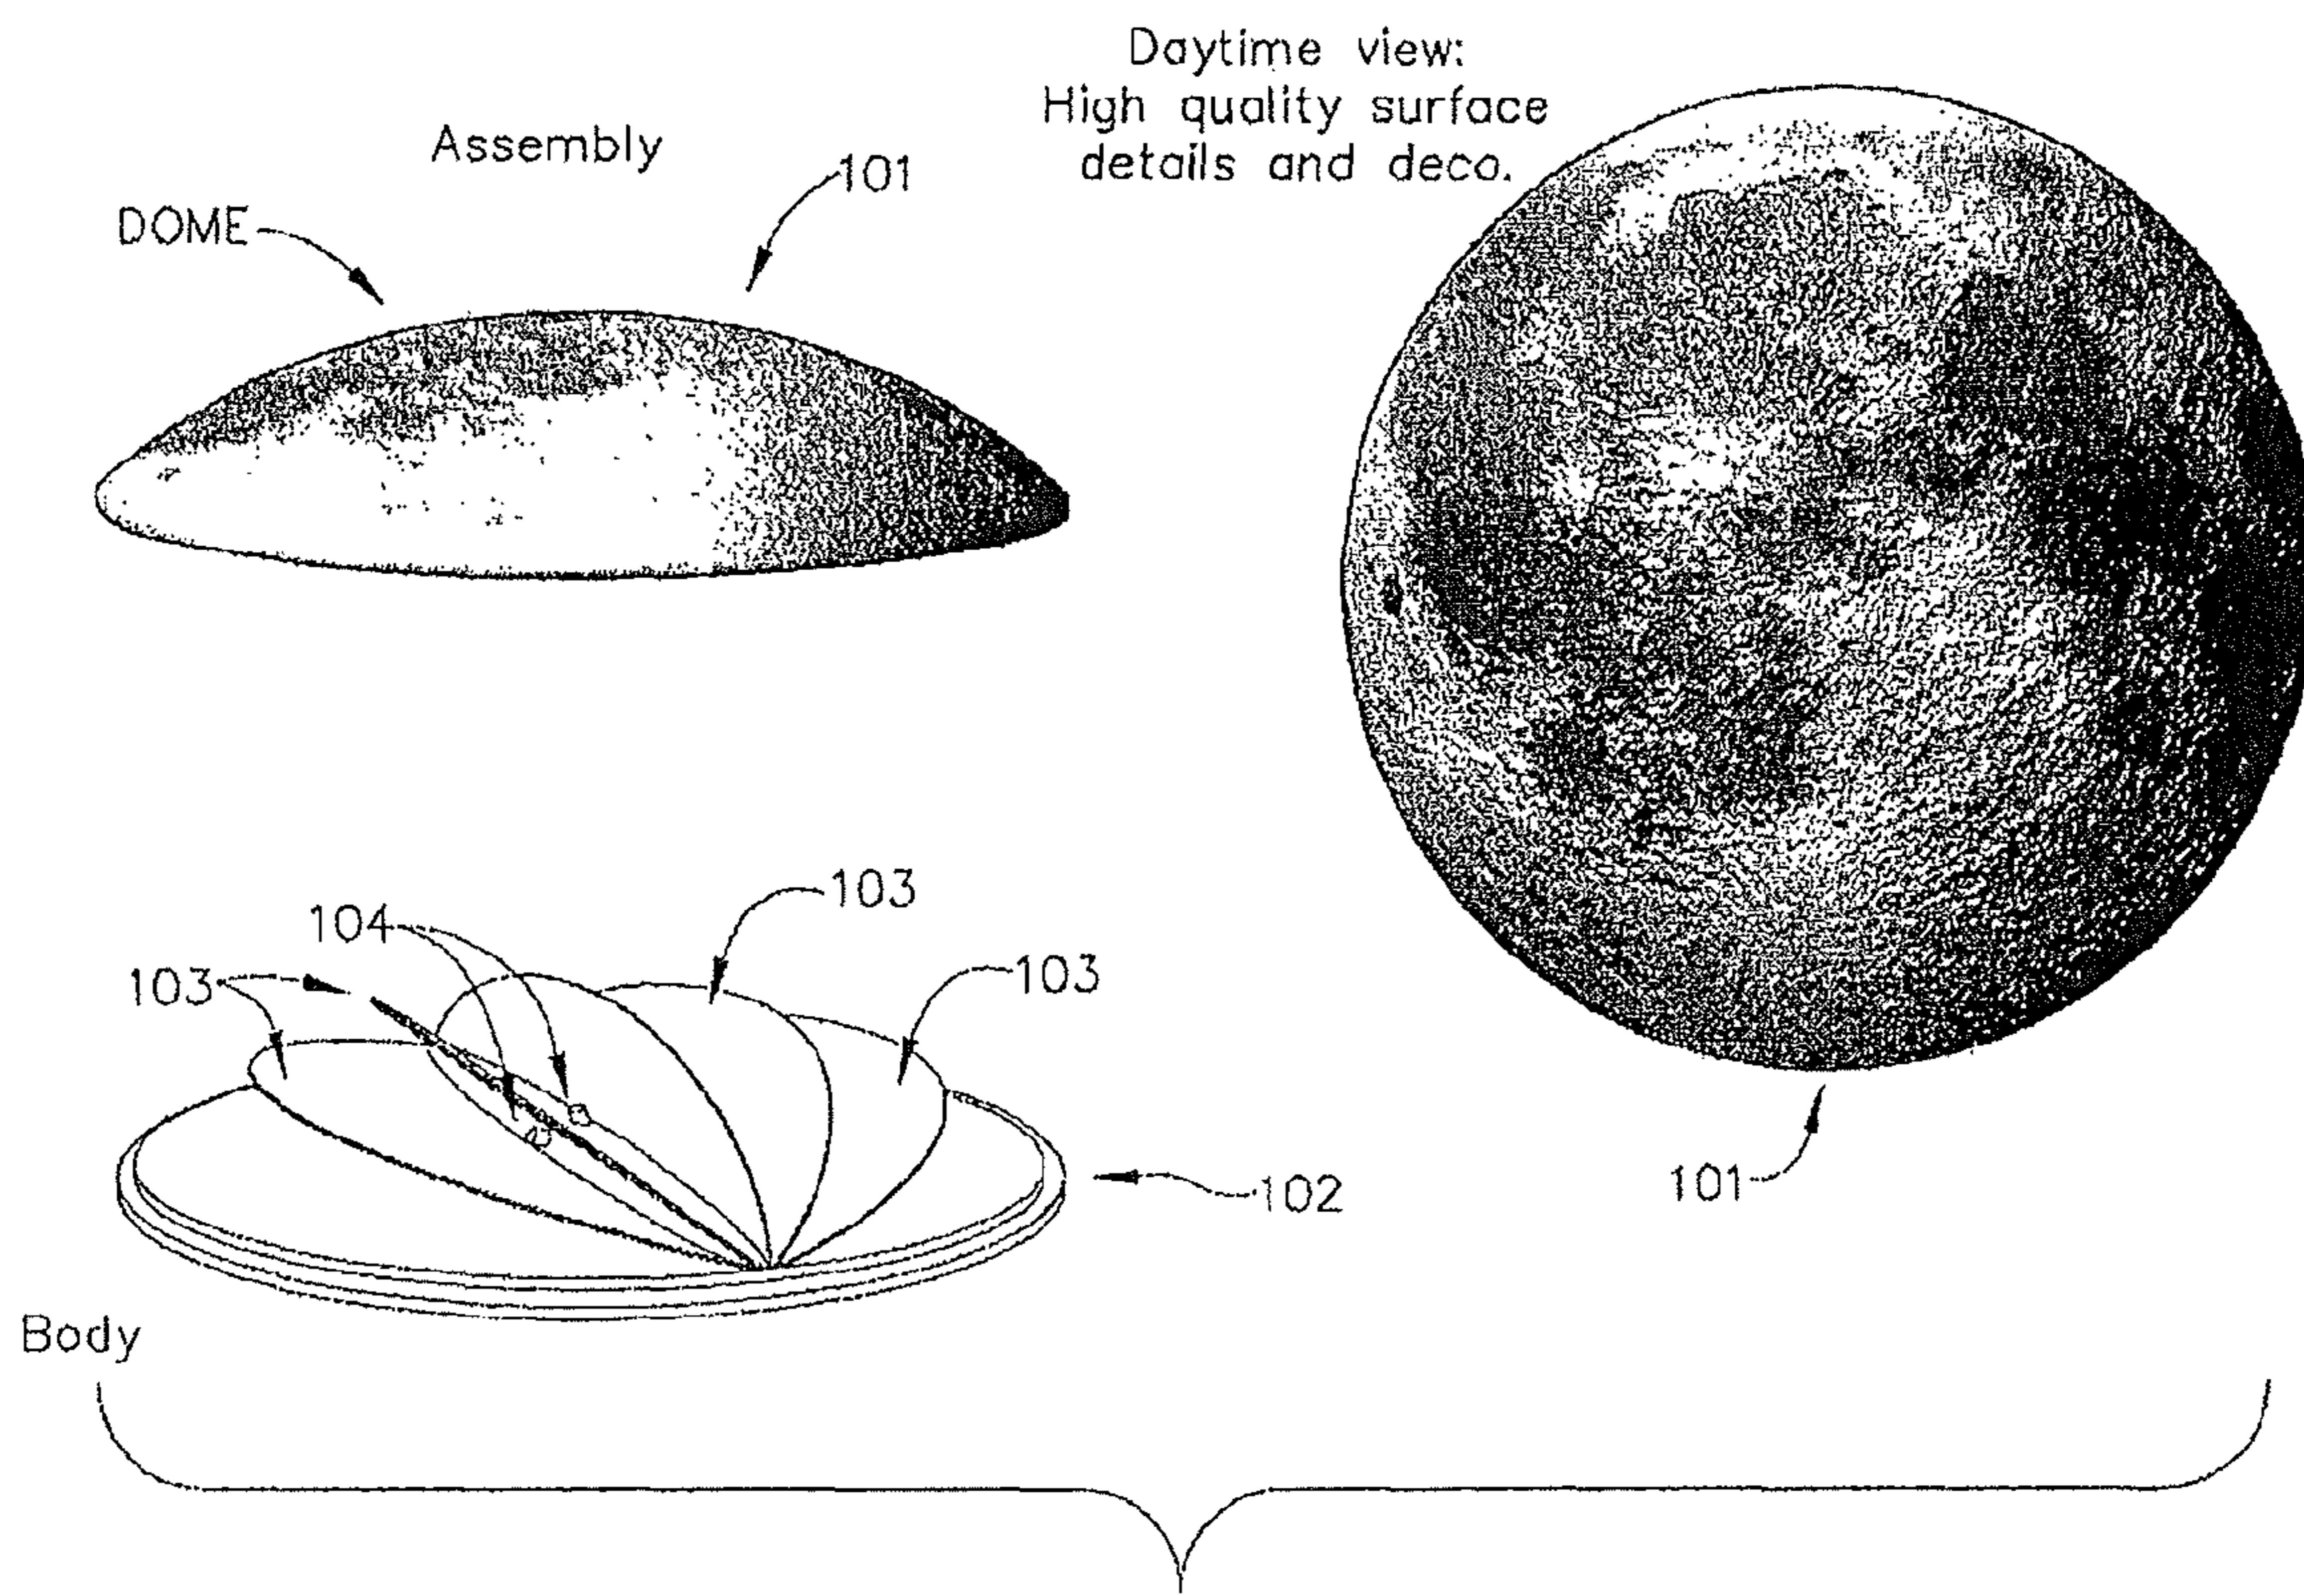 Daytime view:
High quality surface
details and deco.
Assembly
101
DOME
103
104
103
103
102
101
Body